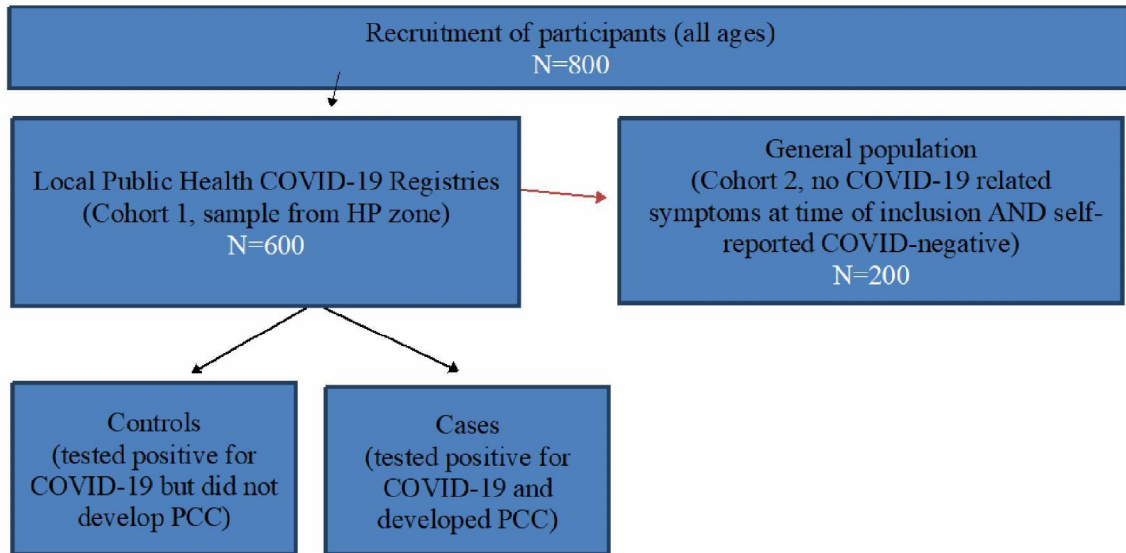 Recruitment of participants (all ages)
N=800
Local Public Health COVID-19 Registries
(Cohort 1, sample from HP zone)
N=600
General population
(Cohort 2, no COVID-19 related
symptoms at time of inclusion AND self-
reported COVID-negative)
N=200
Controls
(tested positive for
COVID-19 but did not
develop PCC)
Cases
(tested positive for
COVID-19 and
developed PCC)